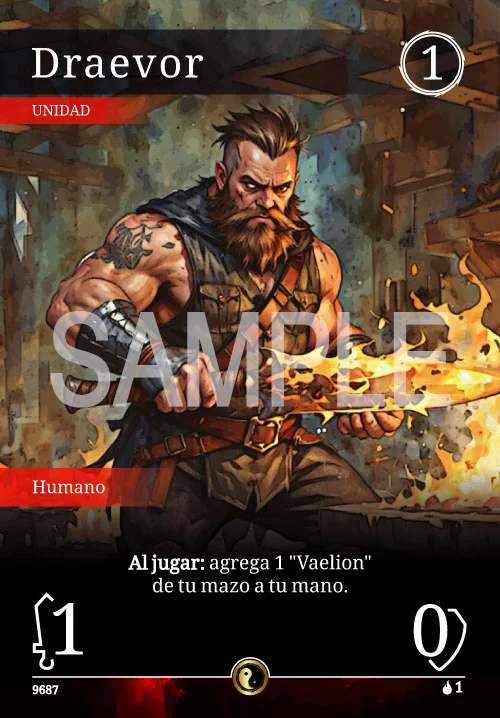 Draevor
1
UNIDAD
SAMPLE
Humano
Al jugar: agrega 1 "Vaelion"
de tu mazo a tu mano.
1
0
9687
1